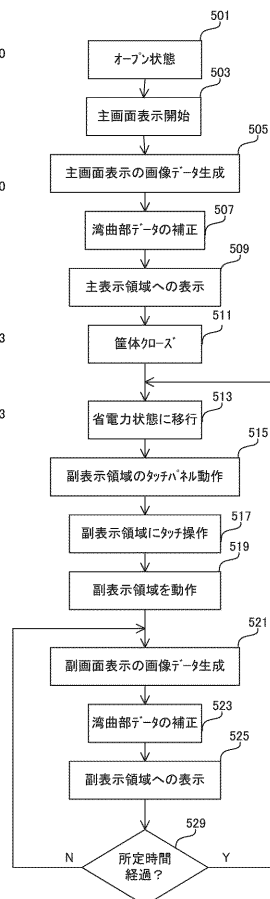 501
オープン状態
503
主画面表示開始
505
主画面表示の画像データ生成
507
湾曲部データの補正
509
主表示領域への表示
511
筐体クローズ
513
省電力状態に移行
515
副表示領域のタッチパネル動作
517
副表示領域にタッチ操作
519
副表示領域を動作
521
副画面表示の画像データ生成
523
湾曲部データの補正
525
副表示領域への表示
529
N
所定時間
経過?
Y